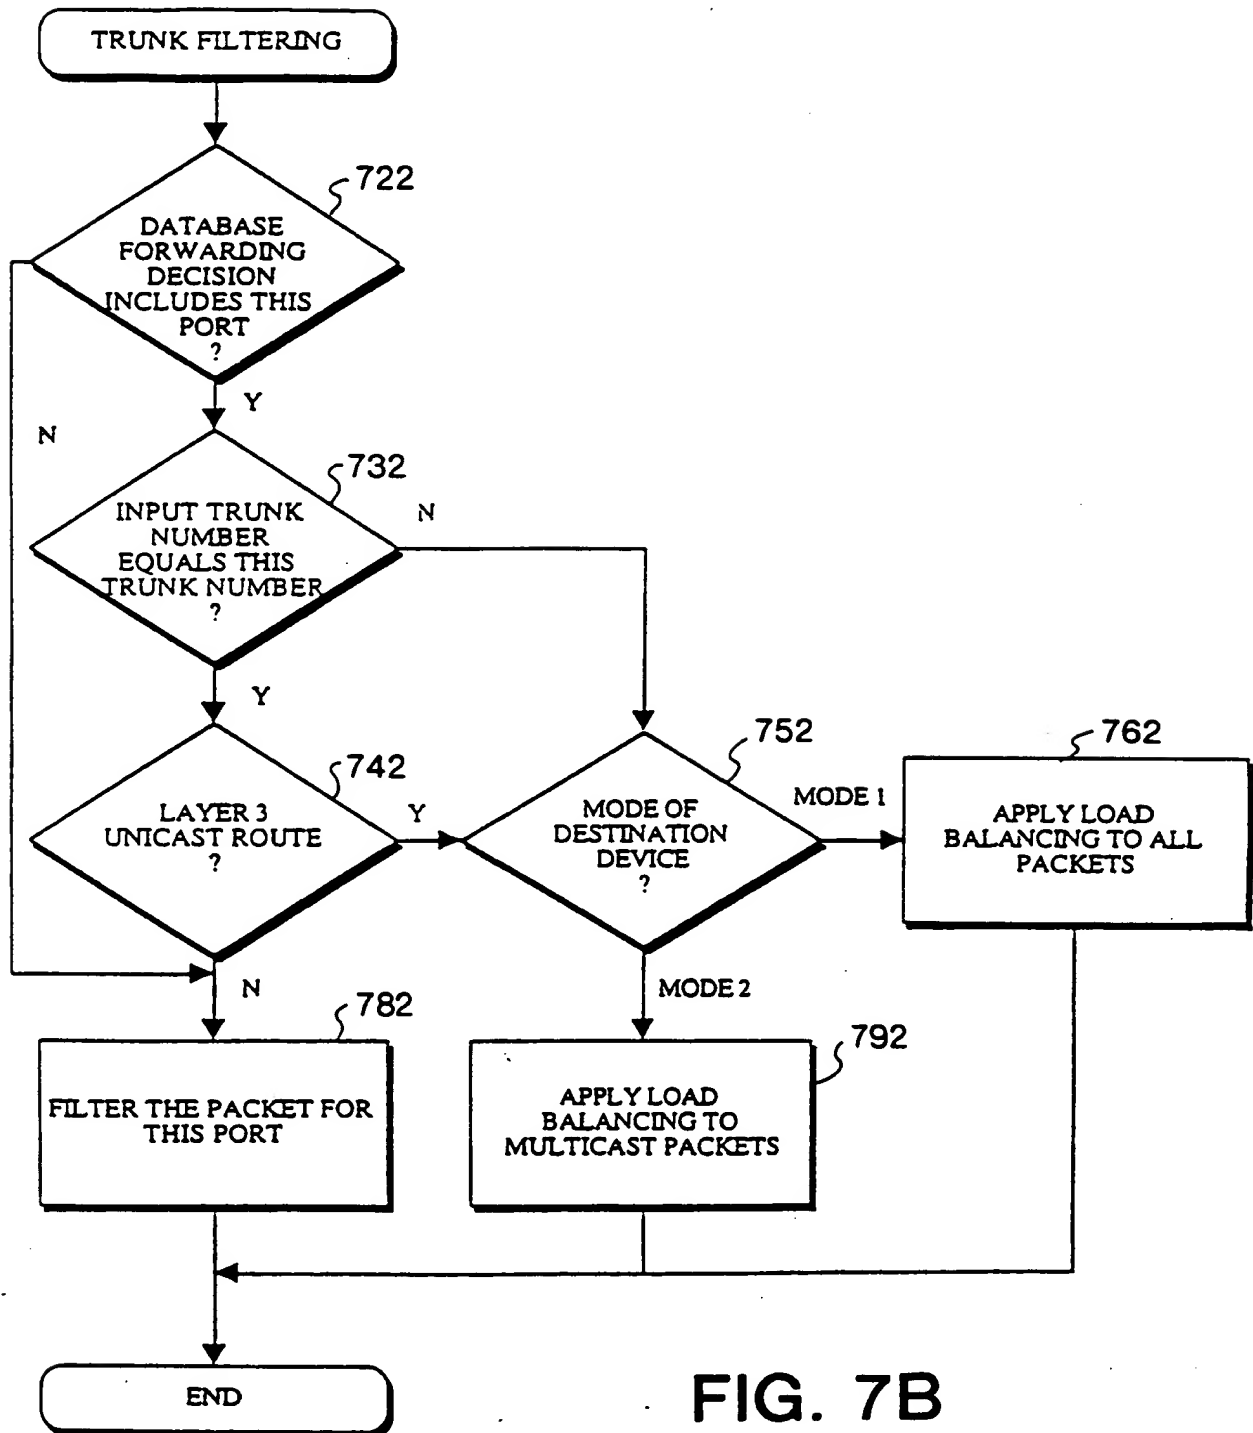 TRUNK FILTERING
722
DATABASE
FORWARDING
DECISION
INCLUDES THIS
PORT
?
Y
N
732
INPUT TRUNK
NUMBER
EQUALS THIS
TRUNK NUMBER
?
N
Y
742
LAYER 3
UNICAST ROUTE
?
Y
N
752
MODE OF
DESTINATION
DEVICE
?
MODE 1
MODE 2
762
APPLY LOAD
BALANCING TO ALL
PACKETS
782
FILTER THE PACKET FOR
THIS PORT
792
APPLY LOAD
BALANCING TO
MULTICAST PACKETS
END
FIG. 7B